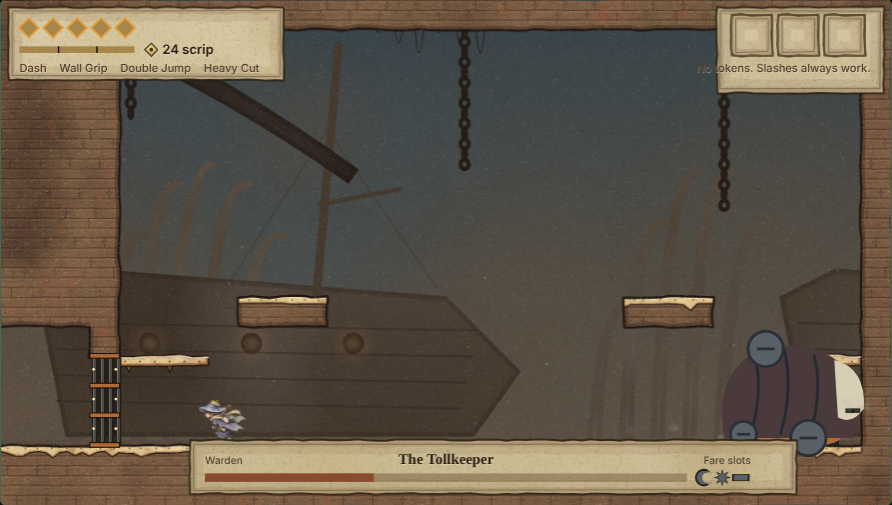 24 scrip
Dash Wall Grip Double Jump Heavy Cut
No tokens. Slashes always work.
Warden The Tollkeeper Fare slots